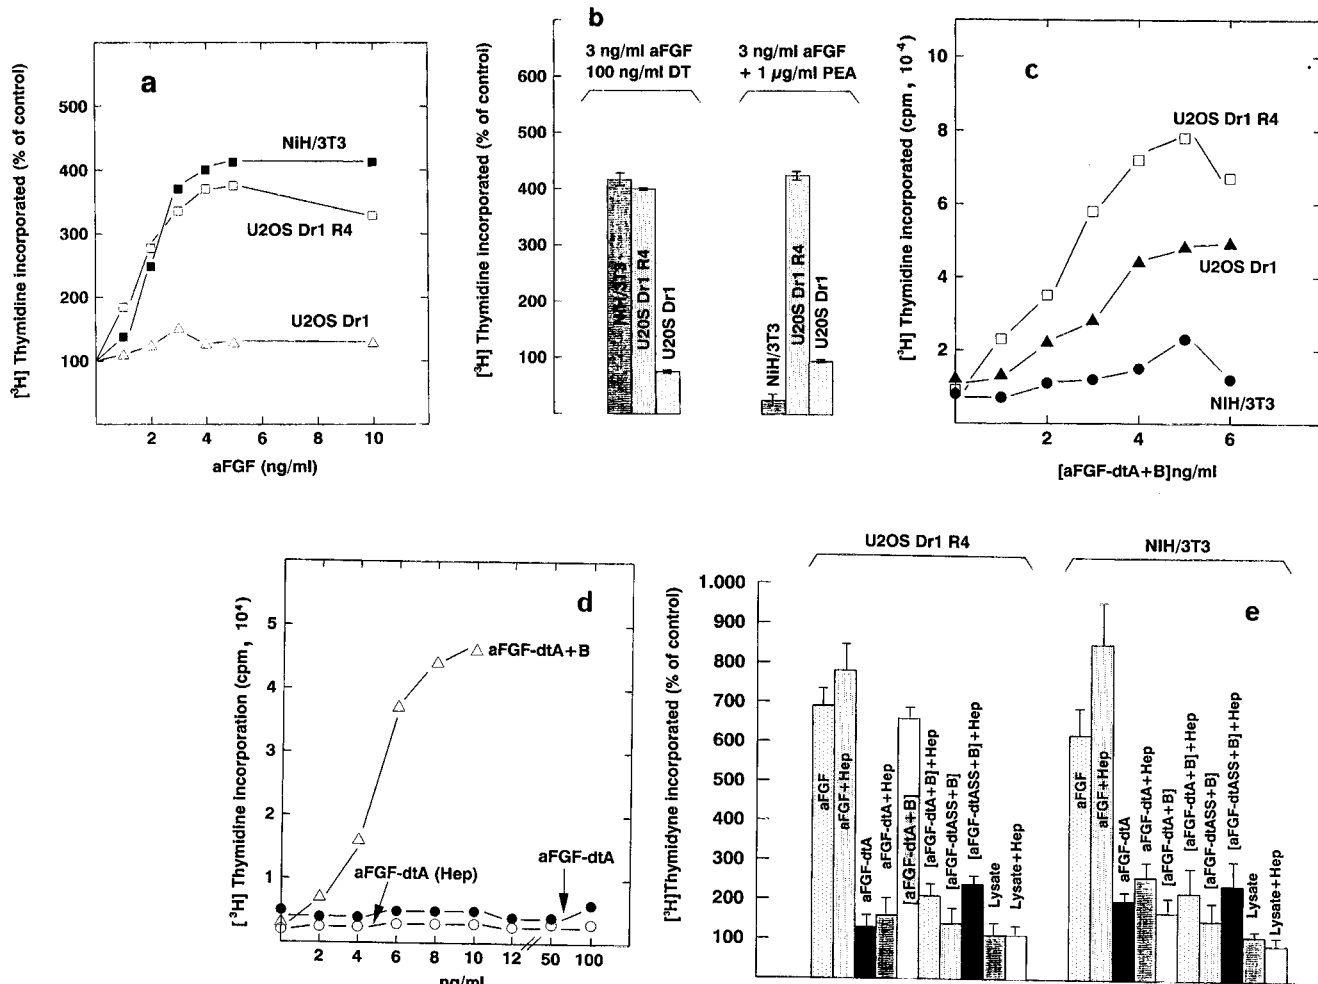 a
[³H] Thymidine incorporated (% of control)
500
400
300
200
100
NiH/3T3
U2OS Dr1 R4
U2OS Dr1
2 4 6 8 10
aFGF (ng/ml)
b
[³H] Thymidine incorporated (% of control)
600
500
400
300
200
100
3 ng/ml aFGF
100 ng/ml DT
3 ng/ml aFGF
+ 1 µg/ml PEA
NiH/3T3
U20S Dr1 R4
U20S Dr1
NiH/3T3
U20S Dr1 R4
U20S Dr1
c
[³H] Thymidine incorporated (cpm, 10⁻⁴)
10
8
6
4
2
U2OS Dr1 R4
U2OS Dr1
NIH/3T3
2 4 6
[aFGF-dtA+B]ng/ml
d
[³H] Thymidine incorporation (cpm, 10⁴)
5
4
3
2
1
aFGF-dtA+B
aFGF-dtA
aFGF-dtA (Hep)
2 4 6 8 10 12 50 100
ng/ml
e
[³H]Thymidyne incorporated (% of control)
U2OS Dr1 R4
NIH/3T3
1.000
900
800
700
600
500
400
300
200
100
aFGF
aFGF+Hep
aFGF-dtA
aFGF-dtA+Hep
[aFGF-dtA+B]
[aFGF-dtA+B]+Hep
[aFGF-dtASS+B]
[aFGF-dtASS+B]+Hep
Lysate
Lysate+Hep
aFGF
aFGF+Hep
aFGF-dtA
aFGF-dtA+Hep
[aFGF-dtA+B]
[aFGF-dtA+B]+Hep
[aFGF-dtASS+B]
[aFGF-dtASS+B]+Hep
Lysate
Lysate+Hep